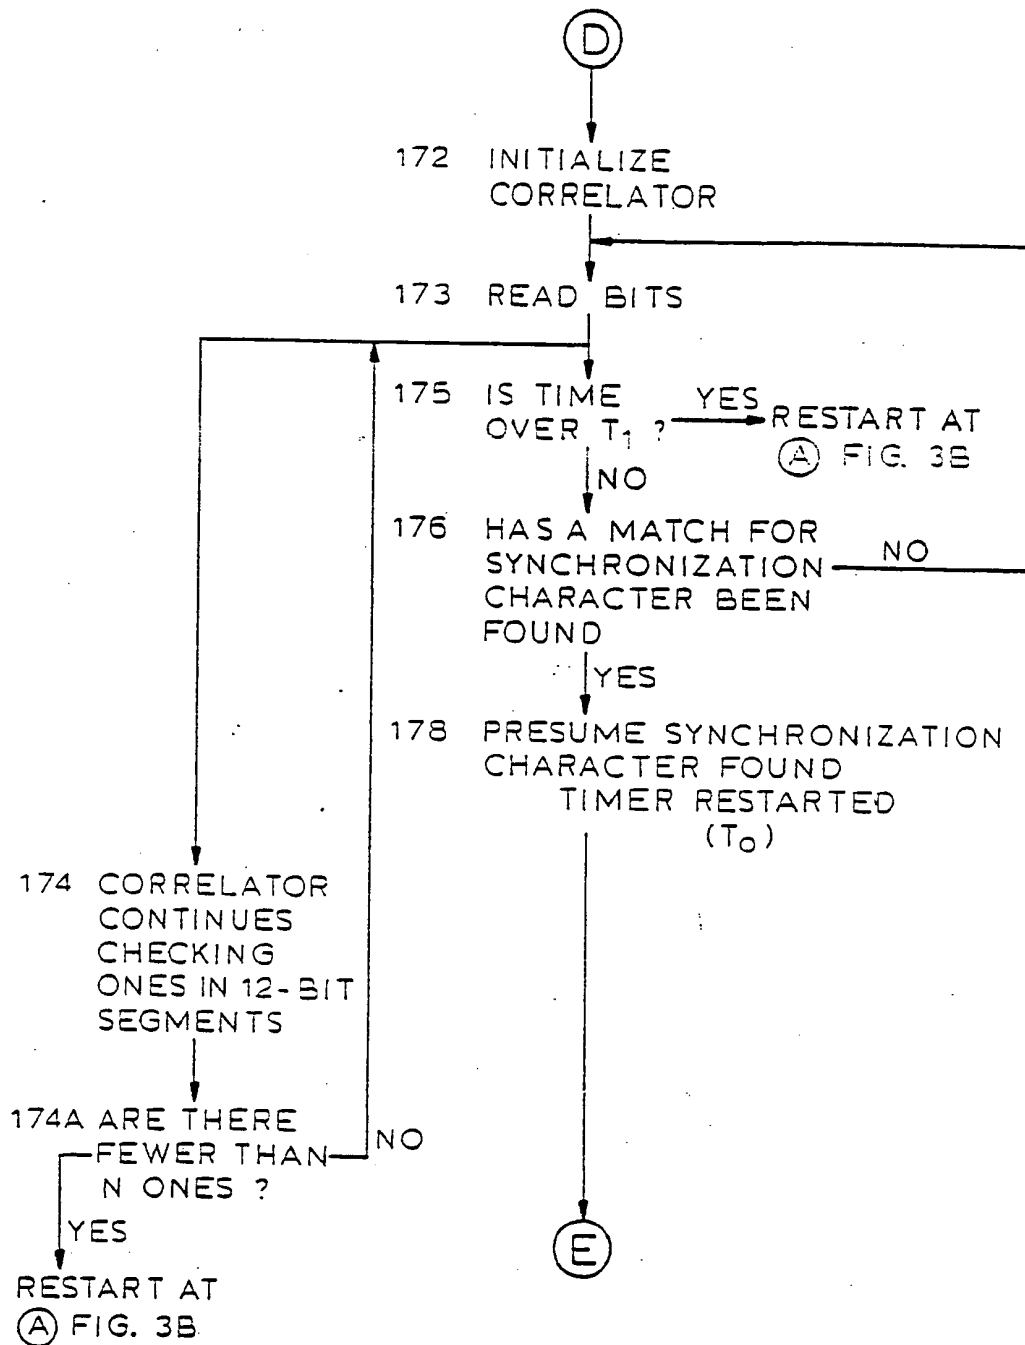 D
172 INITIALIZE
CORRELATOR
173 READ BITS
175 IS TIME
OVER T1 ?
YES
RESTART AT
A FIG. 3B
NO
176 HAS A MATCH FOR
SYNCHRONIZATION
CHARACTER BEEN
FOUND
NO
YES
178 PRESUME SYNCHRONIZATION
CHARACTER FOUND
TIMER RESTARTED
(T0)
174 CORRELATOR
CONTINUES
CHECKING
ONES IN 12-BIT
SEGMENTS
174A ARE THERE
FEWER THAN
N ONES ?
NO
YES
RESTART AT
A FIG. 3B
E